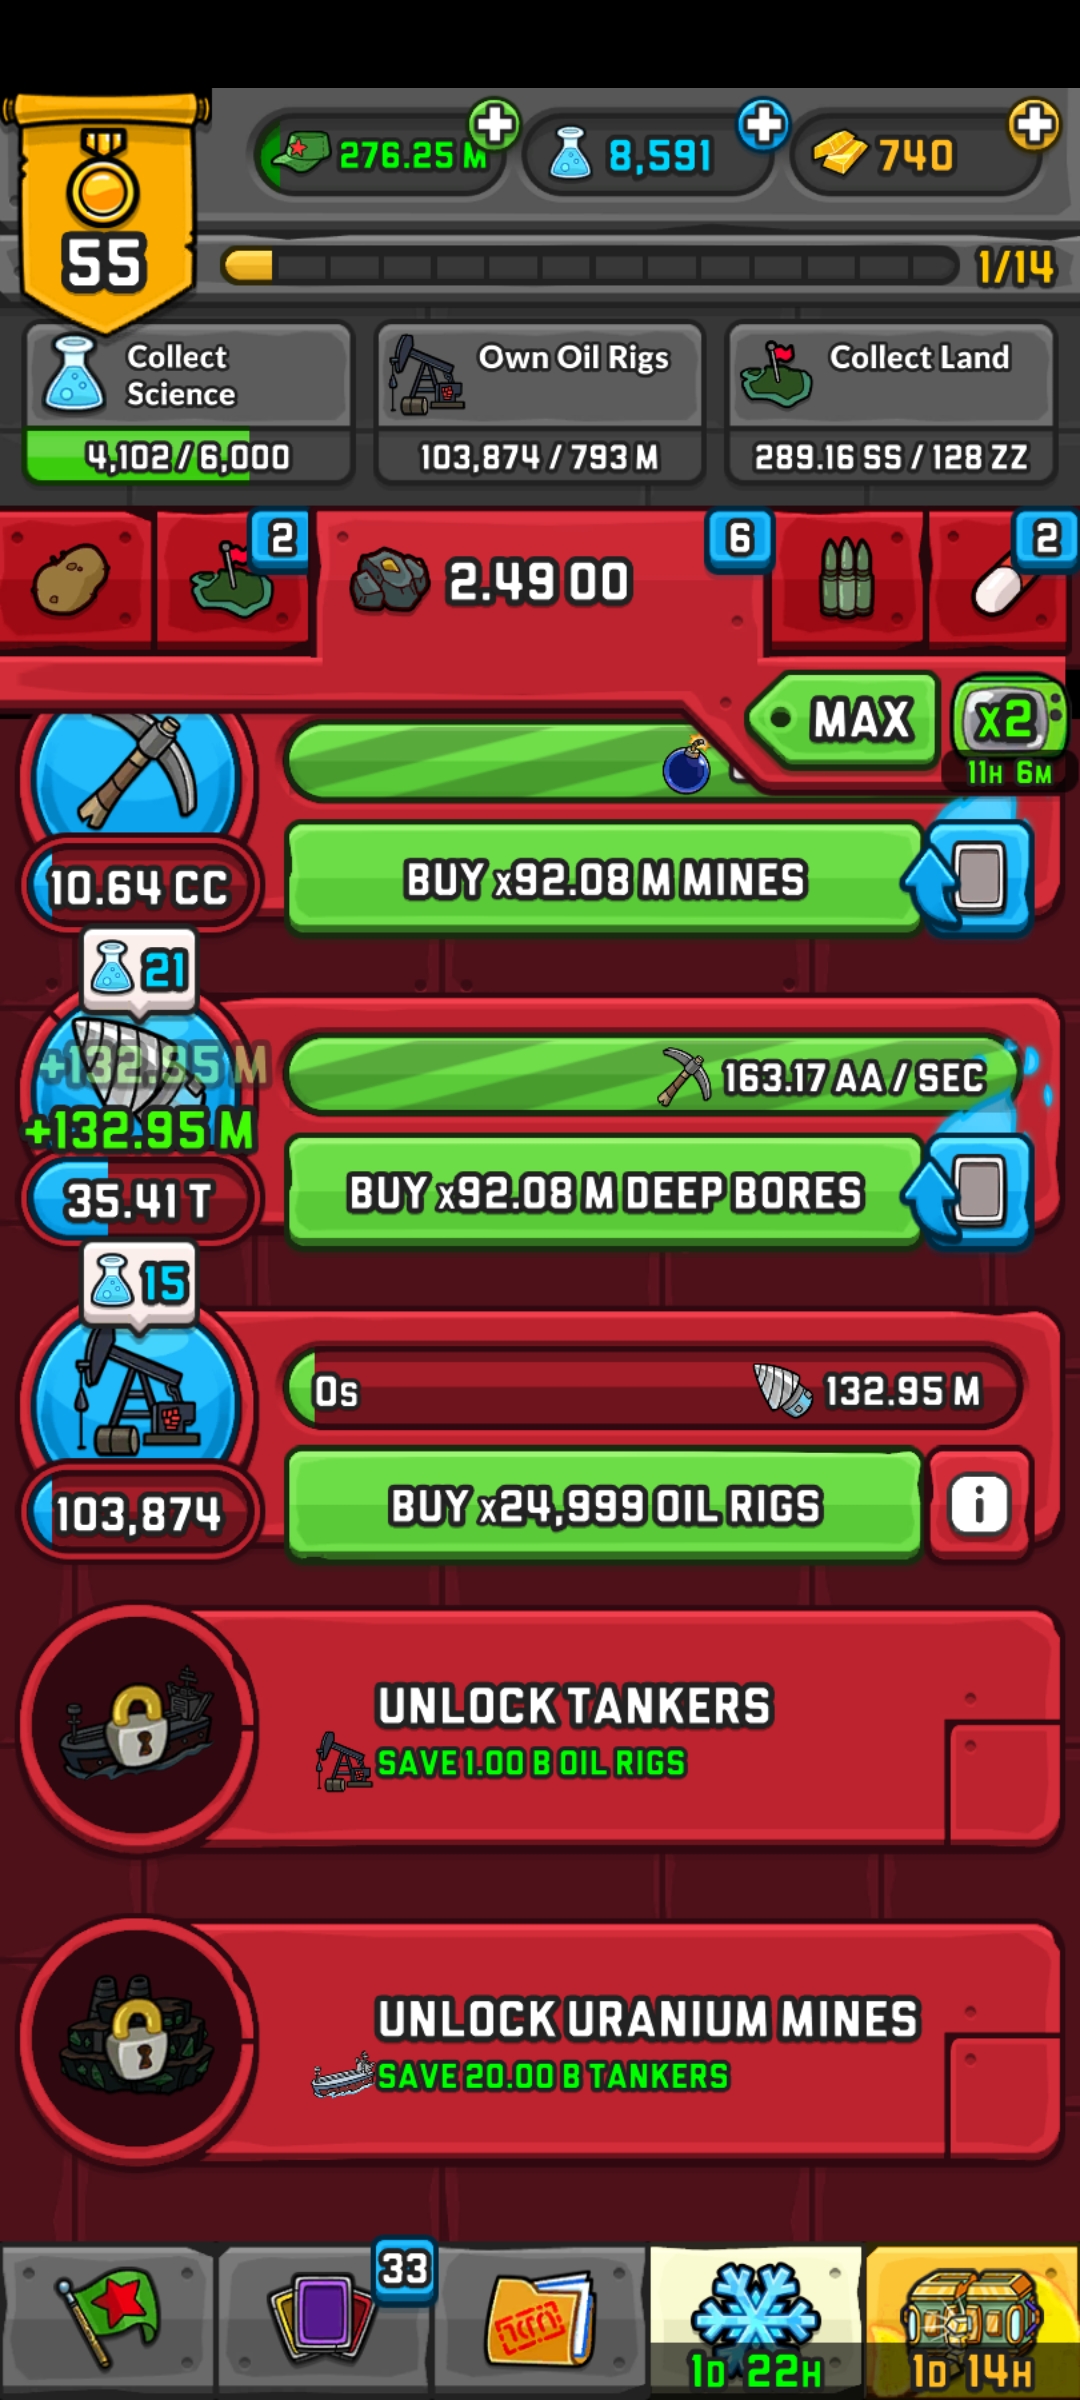 55
276.25 M
8,591
740
1/14
Collect
Science
4,102 / 6,000
Own Oil Rigs
103,874 / 793 M
Collect Land
289.16 SS / 128 ZZ
2
2.49 OO
6
2
MAX
x2
11H 6M
10.64 CC
BUY x92.08 M MINES
21
+132.95 M
+132.95 M
163.17 AA / SEC
35.41 T
BUY x92.08 M DEEP BORES
15
0s
132.95 M
103,874
BUY x24,999 OIL RIGS
i
UNLOCK TANKERS
SAVE 1.00 B OIL RIGS
UNLOCK URANIUM MINES
SAVE 20.00 B TANKERS
33
1D 22H
1D 14H